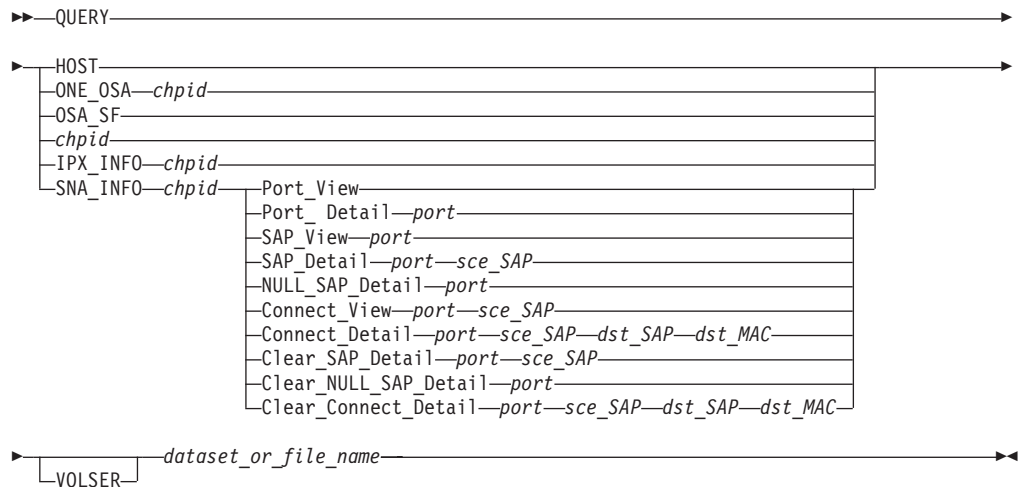 QUERY
HOST
ONE_OSA chpid
OSA_SF
chpid
IPX_INFO chpid
SNA_INFO chpid Port_View
Port_ Detail port
SAP_View port
SAP_Detail port sce_SAP
NULL_SAP_Detail port
Connect_View port sce_SAP
Connect_Detail port sce_SAP dst_SAP dst_MAC
Clear_SAP_Detail port sce_SAP
Clear_NULL_SAP_Detail port
Clear_Connect_Detail port sce_SAP dst_SAP dst_MAC
dataset_or_file_name
VOLSER